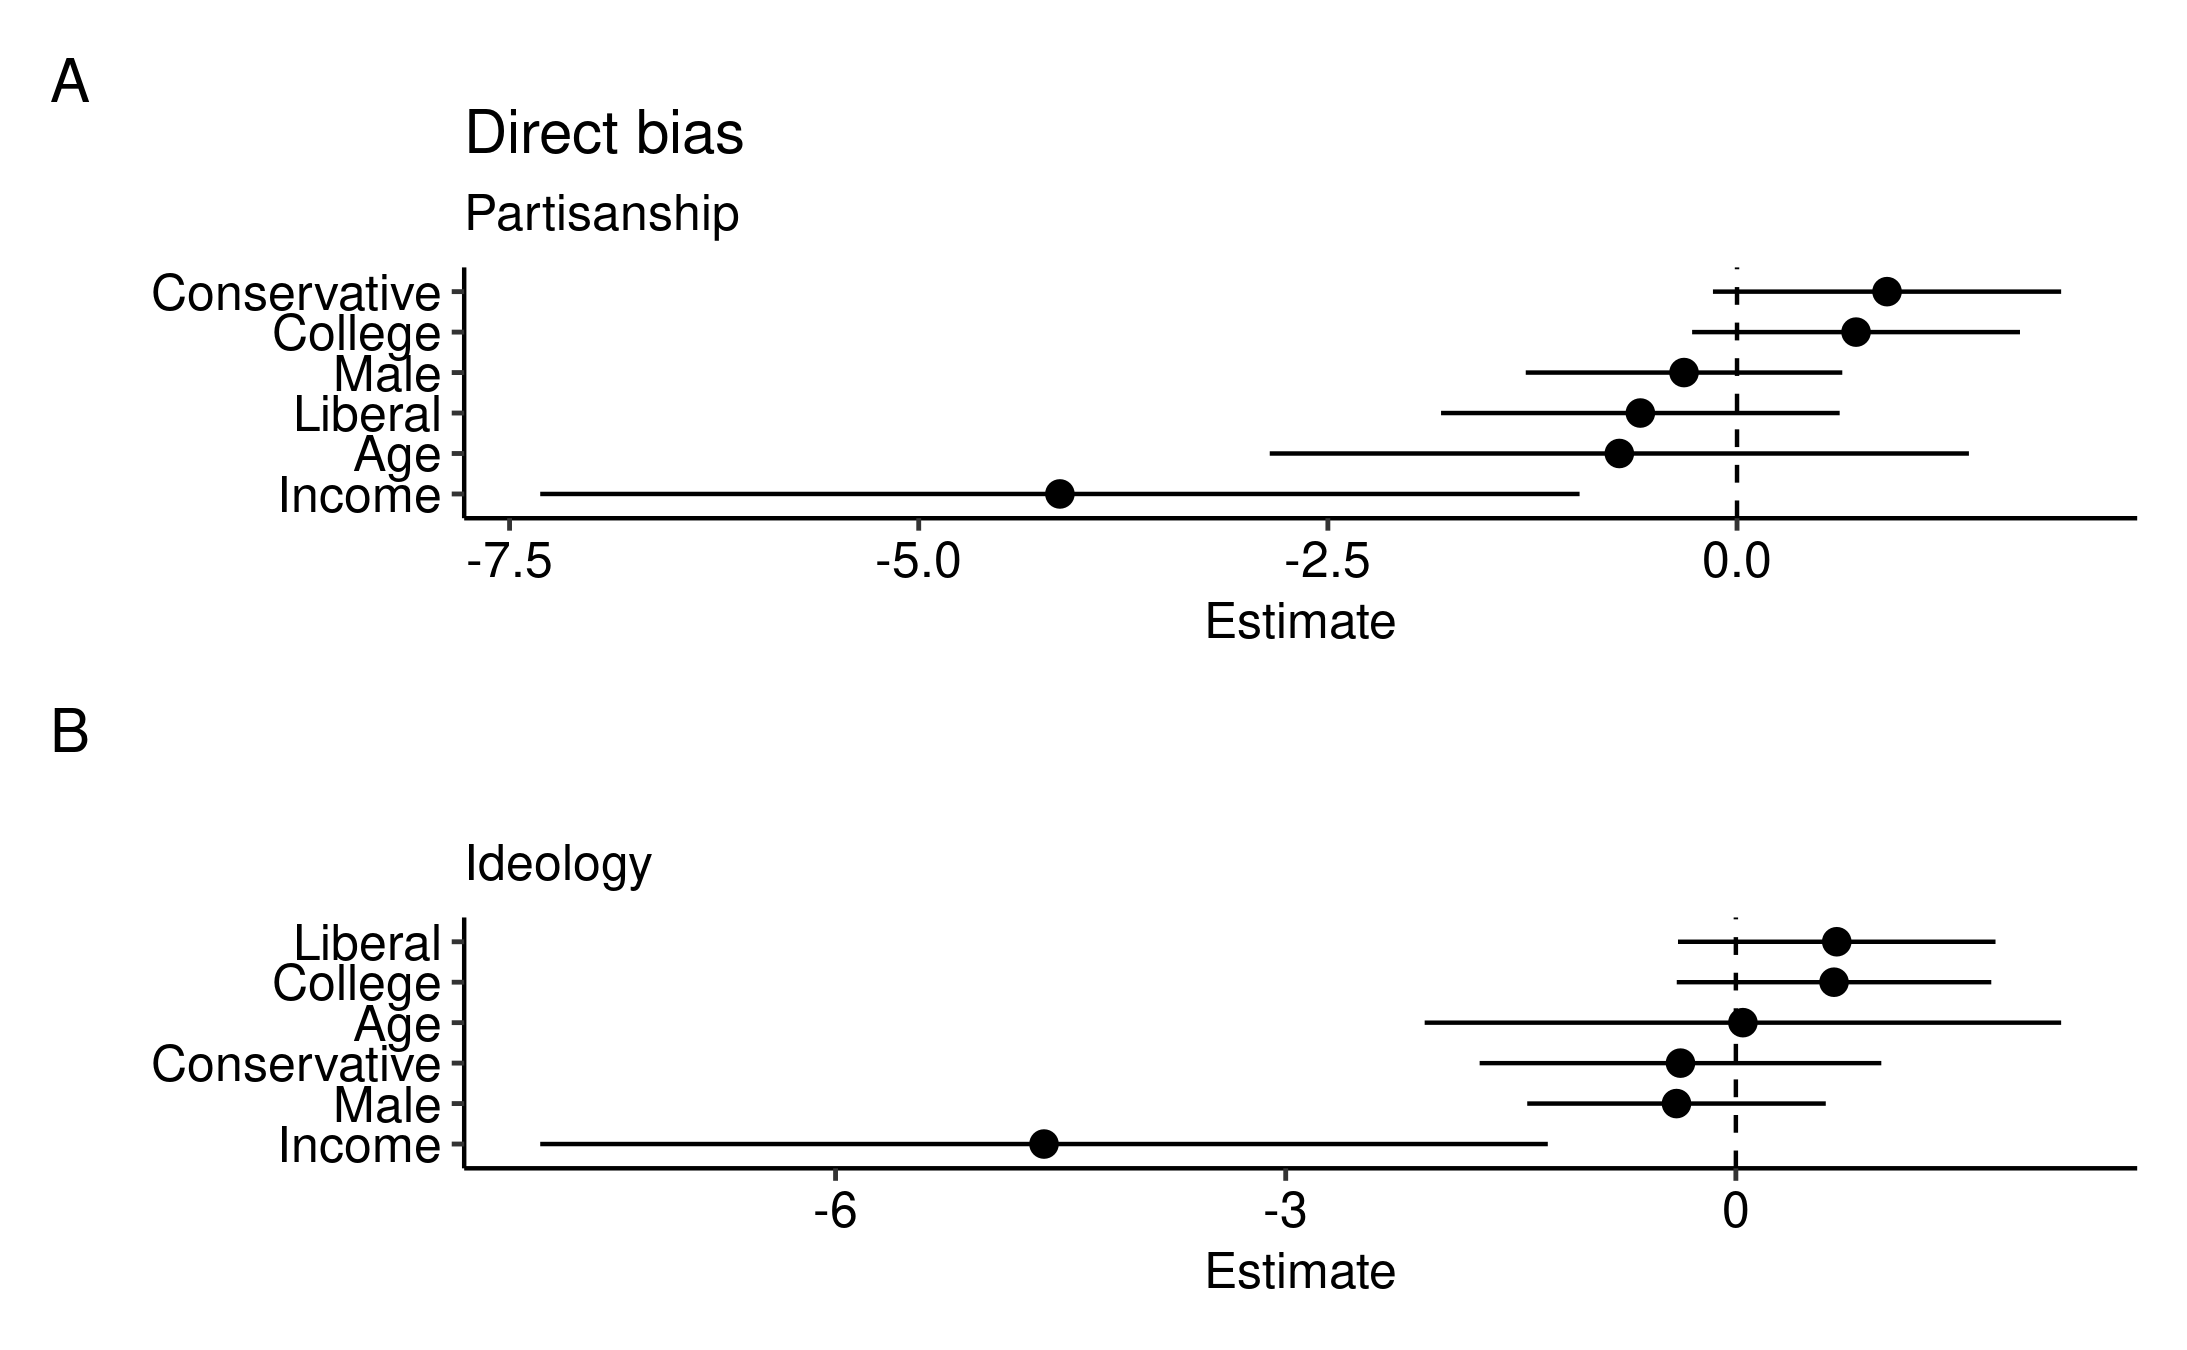 A
Direct bias
Partisanship
Conservative
College
Male
Liberal
Age
Income
-7.5 -5.0 -2.5 0.0
Estimate
B
Ideology
Liberal
College
Age
Conservative
Male
Income
-6 -3 0
Estimate